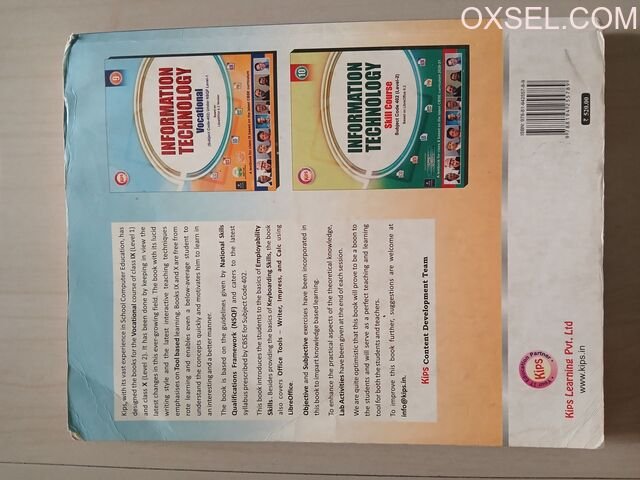 OXSEL.COM
9
INFORMATION
TECHNOLOGY
Vocational
10
INFORMATION
TECHNOLOGY
Skill Course
Subject Code 402 (Level-2)
Kips, with its vast experience in School Computer Education, has
designed the books for the Vocational course of class IX (Level 1)
and class X (Level 2). It has been done by keeping in view the
latest changes in this ever-growing field. The book with its lucid
writing style and the latest interactive teaching techniques
emphasises on Tool based learning. Books IX and X are free from
rote learning and enables even a below-average student to
understand the concepts quickly and motivates him to learn in
an interesting and a better manner.
The book is based on the guidelines given by National Skills
Qualifications Framework (NSQF) and caters to the latest
syllabus prescribed by CBSE for Subject Code 402.
This book introduces the students to the basics of Employability
Skills. Besides providing the basics of Keyboarding Skills, the book
also covers Office Tools - Writer, Impress, and Calc using
LibreOffice.
Objective and Subjective exercises have been incorporated in
this book to impart knowledge based learning.
To enhance the practical aspects of the theoretical knowledge,
Lab Activities have been given at the end of each session.
We are quite optimistic that this book will prove to be a boon to
the students and will serve as a perfect teaching and learning
tool for both the students and teachers.
To improve this book further, suggestions are welcome at
info@kips.in.
KIPS Content Development Team
₹ 520.00
Kips
Kips Learning Pvt. Ltd
www.kips.in